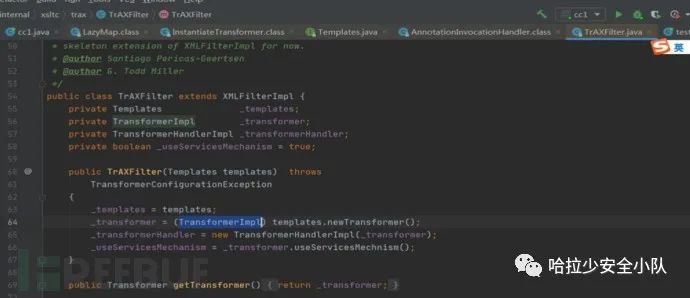 internal xsltc trax TrAXFilter cc1
cc1.java LazyMap.class InstantiateTransformer.class Templates.java AnnotationInvocationHandler.class TrAXFilter.java test
英
50 * skeleton extension of XMLFilterImpl for now.
51 * @author Santiago Pericas-Geertsen
52 * @author G. Todd Miller
53 */
54 public class TrAXFilter extends XMLFilterImpl {
55 private Templates _templates;
56 private TransformerImpl _transformer;
57 private TransformerHandlerImpl _transformerHandler;
58 private boolean _useServicesMechanism = true;
60 public TrAXFilter(Templates templates) throws
61 TransformerConfigurationException
62 {
63 _templates = templates;
64 _transformer = (TransformerImpl) templates.newTransformer();
65 _transformerHandler = new TransformerHandlerImpl(_transformer);
66 _useServicesMechanism = _transformer.useServicesMechnism();
67 }
69 public Transformer getTransformer() { return _transformer; }
REEBUF
哈拉少安全小队